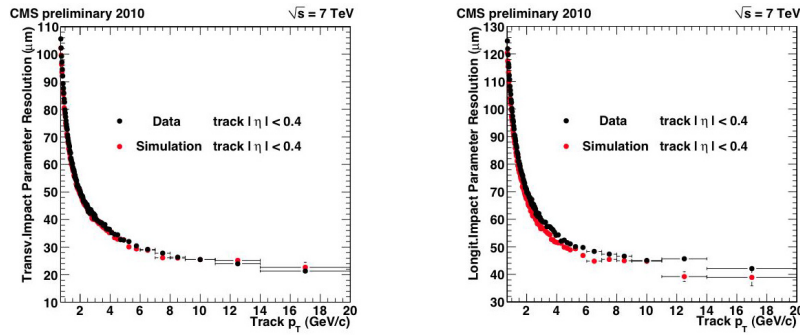 CMS preliminary 2010 √s = 7 TeV
Transv.Impact Parameter Resolution (μm)
110
100
90
80
70
60
50
40
30
20
10
Data track | η | < 0.4
Simulation track | η | < 0.4
2 4 6 8 10 12 14 16 18 20
Track pT (GeV/c)
CMS preliminary 2010 √s = 7 TeV
Longit.Impact Parameter Resolution (μm)
130
120
110
100
90
80
70
60
50
40
30
Data track | η | < 0.4
Simulation track | η | < 0.4
2 4 6 8 10 12 14 16 18 20
Track pT (GeV/c)